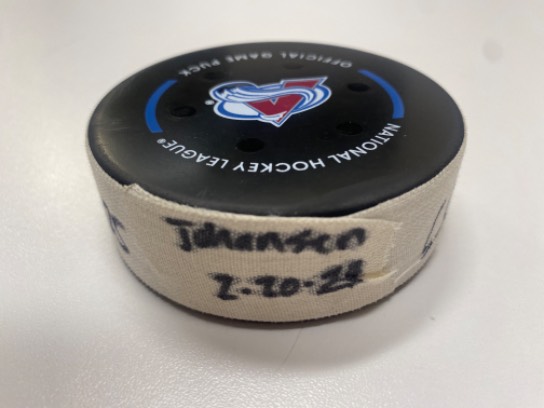 OFFICIAL GAME PUCK
NATIONAL HOCKEY LEAGUE®
Johansen
2-20-24